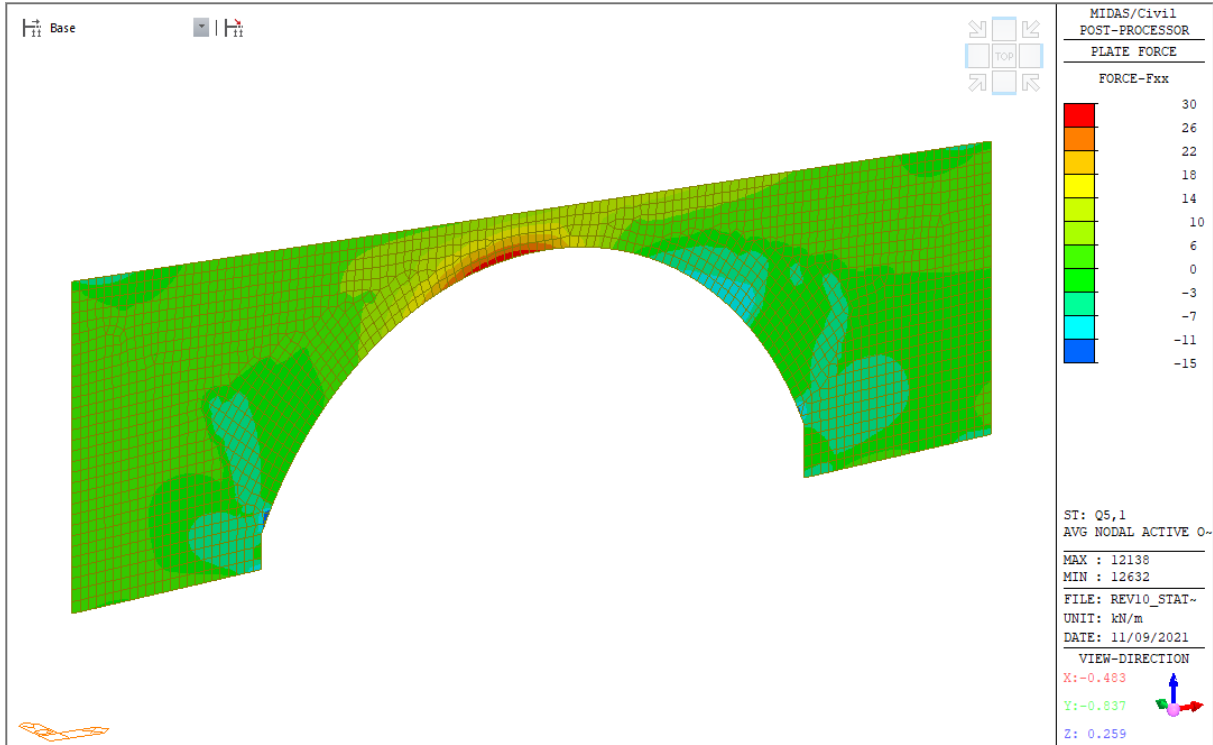 Base
TOP
MIDAS/Civil
POST-PROCESSOR
PLATE FORCE
FORCE-Fxx
30
26
22
18
14
10
6
0
-3
-7
-11
-15
ST: Q5,1
AVG NODAL ACTIVE O~
MAX : 12138
MIN : 12632
FILE: REV10_STAT~
UNIT: kN/m
DATE: 11/09/2021
VIEW-DIRECTION
X:-0.483
Y:-0.837
Z: 0.259